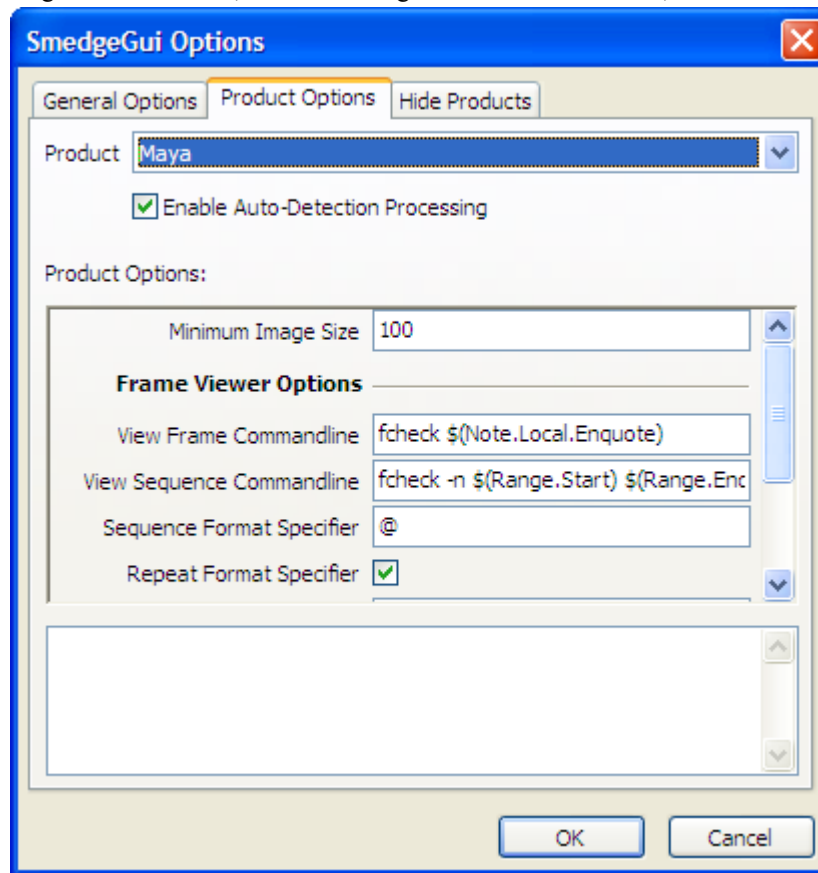 SmedgeGui Options
General Options Product Options Hide Products
Product Maya
Enable Auto-Detection Processing
Product Options:
Minimum Image Size 100
Frame Viewer Options
View Frame Commandline fcheck $(Note.Local.Enquote)
View Sequence Commandline fcheck -n $(Range.Start) $(Range.Enc
Sequence Format Specifier @
Repeat Format Specifier
OK Cancel